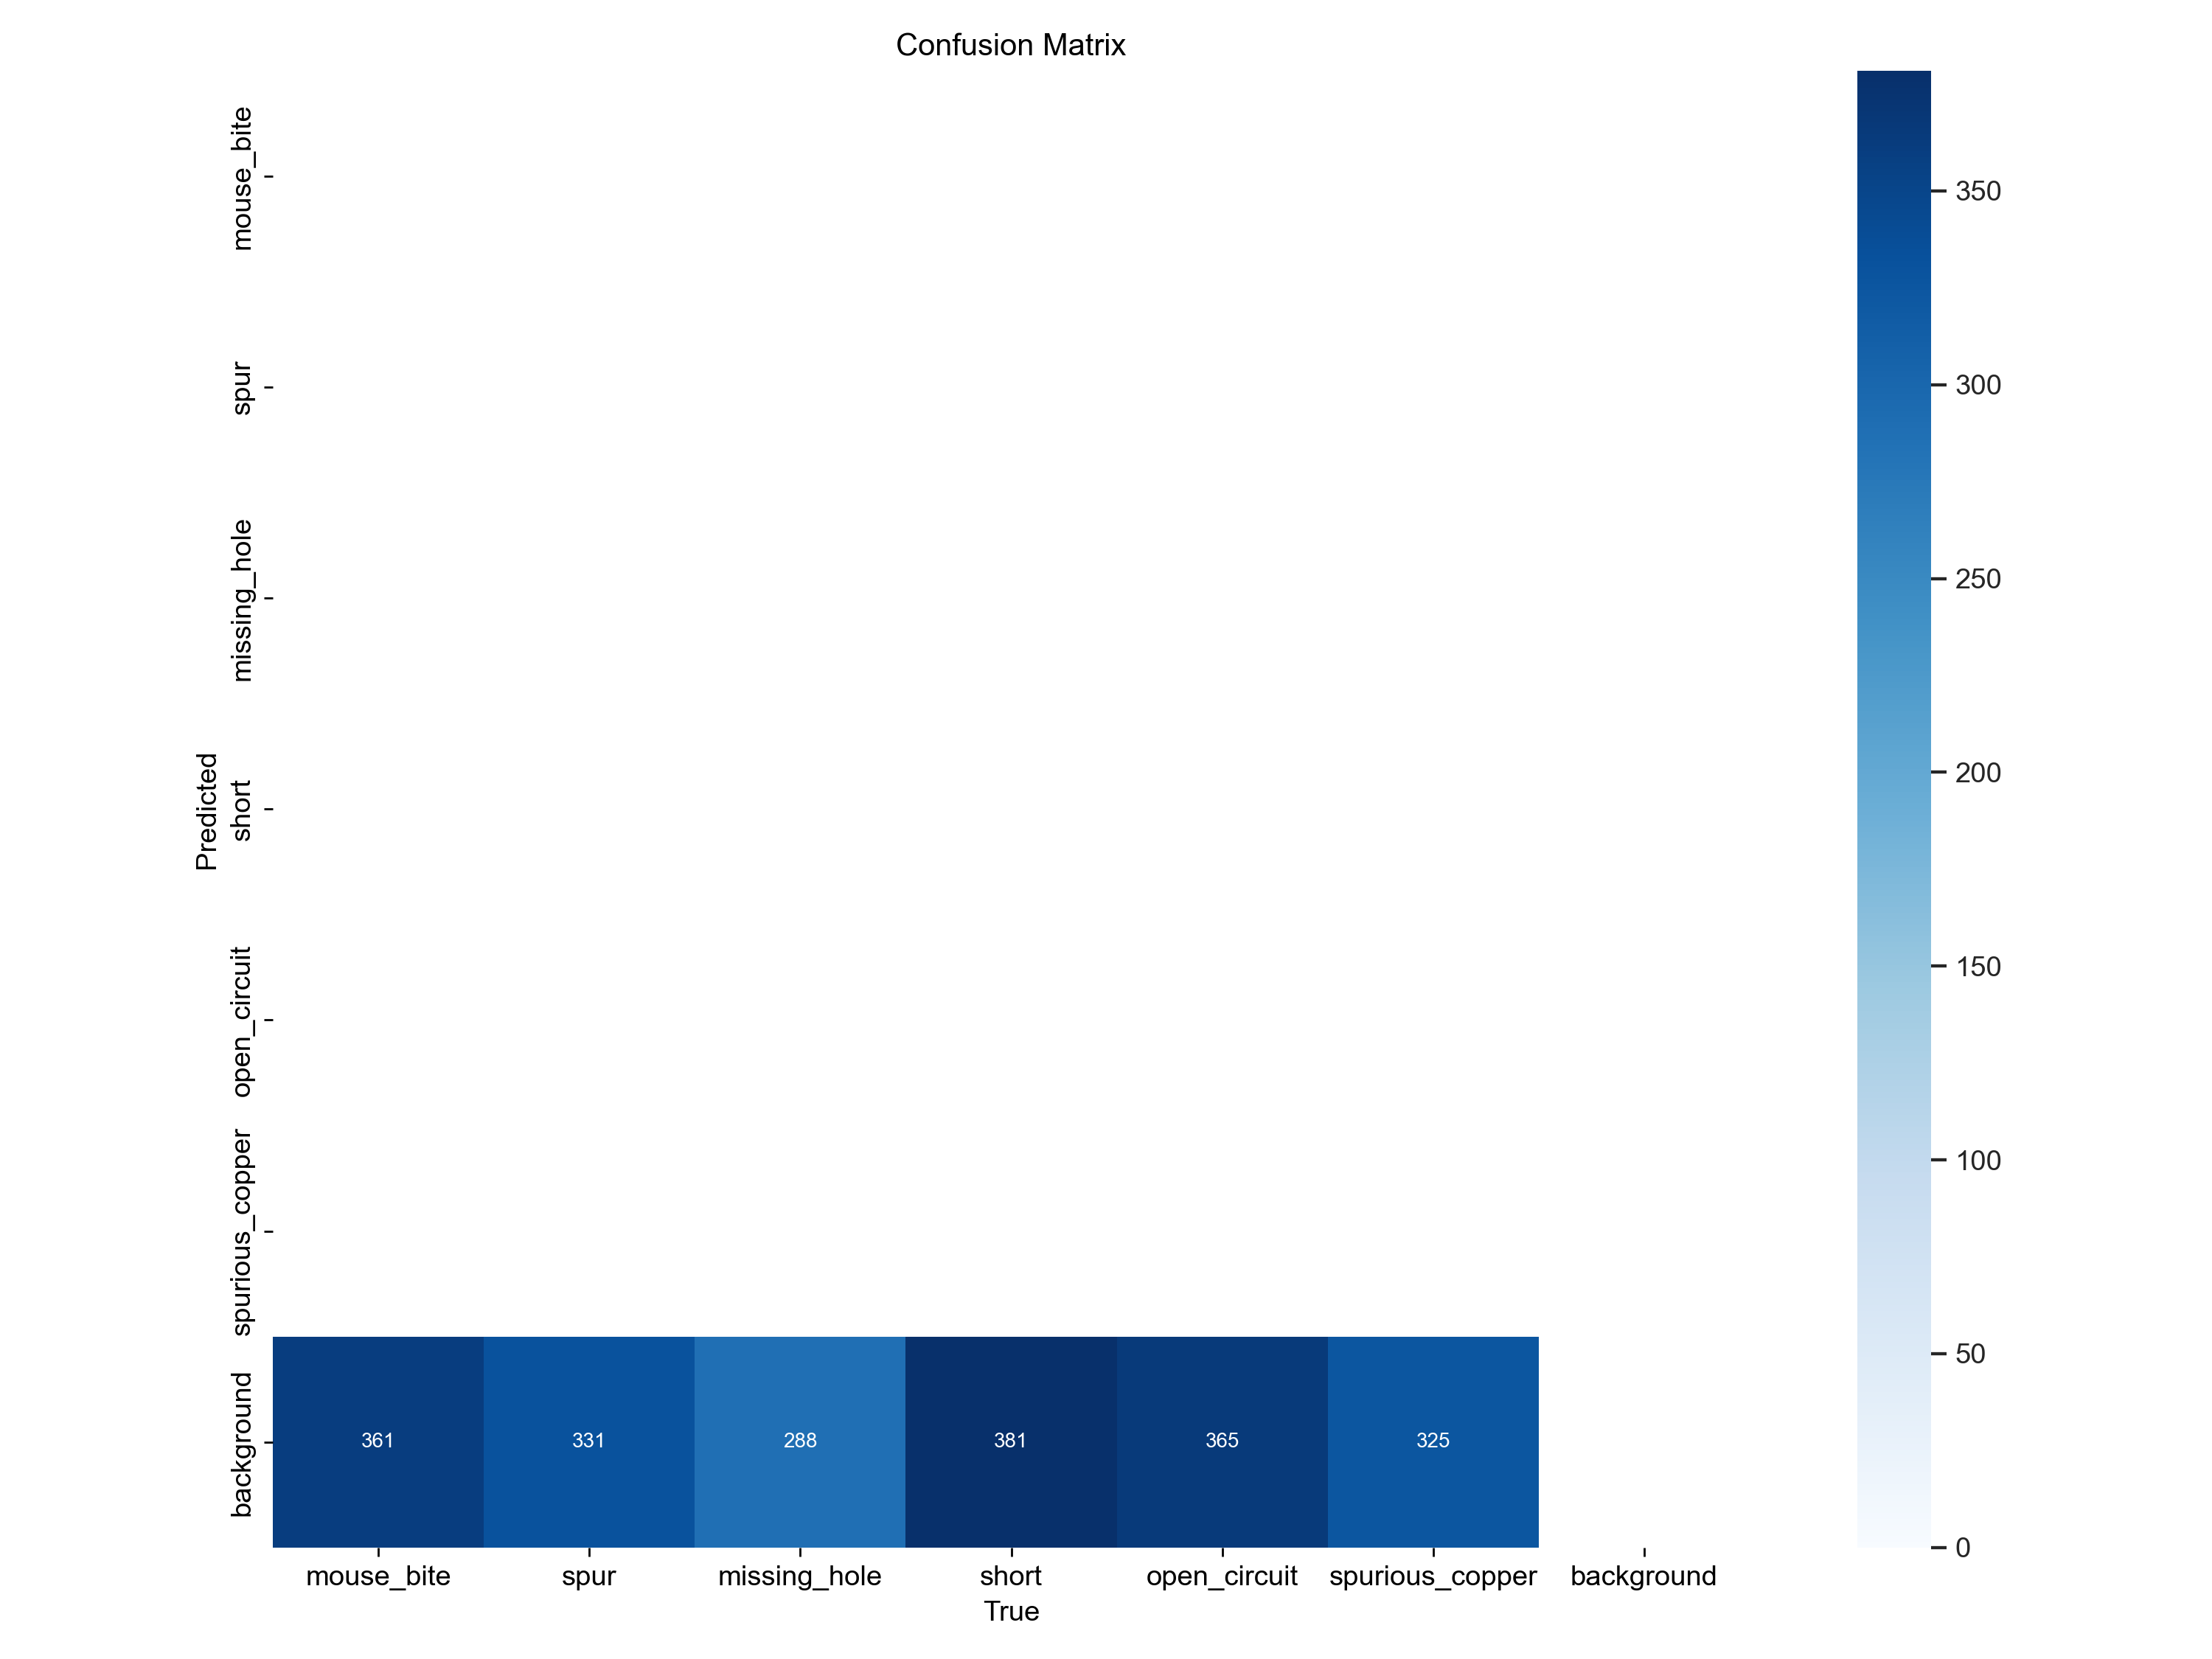 Confusion Matrix
Predicted
mouse_bite
spur
missing_hole
short
open_circuit
spurious_copper
background
361 331 288 381 365 325
mouse_bite spur missing_hole short open_circuit spurious_copper background
True
350
300
250
200
150
100
50
0